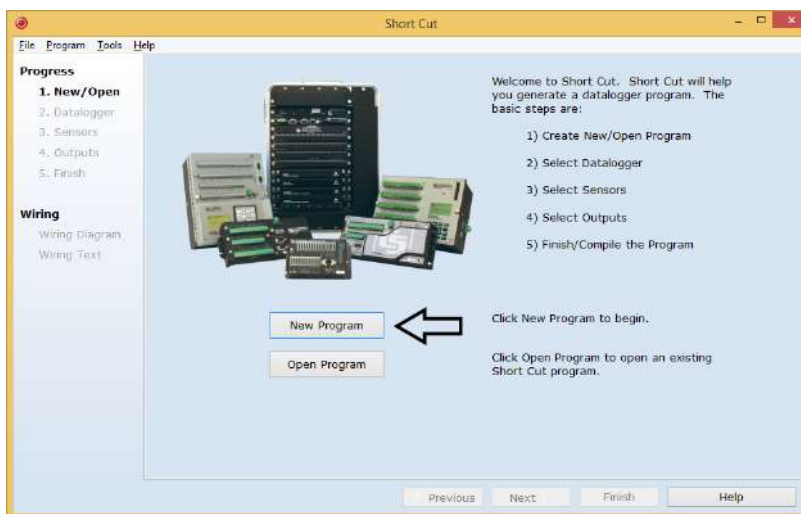 Short Cut
File Program Tools Help
Progress
1. New/Open
2. Datalogger
3. Sensors
4. Outputs
5. Finish
Wiring
Wiring Diagram
Wiring Text
Welcome to Short Cut. Short Cut will help
you generate a datalogger program. The
basic steps are:
1) Create New/Open Program
2) Select Datalogger
3) Select Sensors
4) Select Outputs
5) Finish/Compile the Program
New Program
Click New Program to begin.
Open Program
Click Open Program to open an existing
Short Cut program.
Previous Next Finish Help